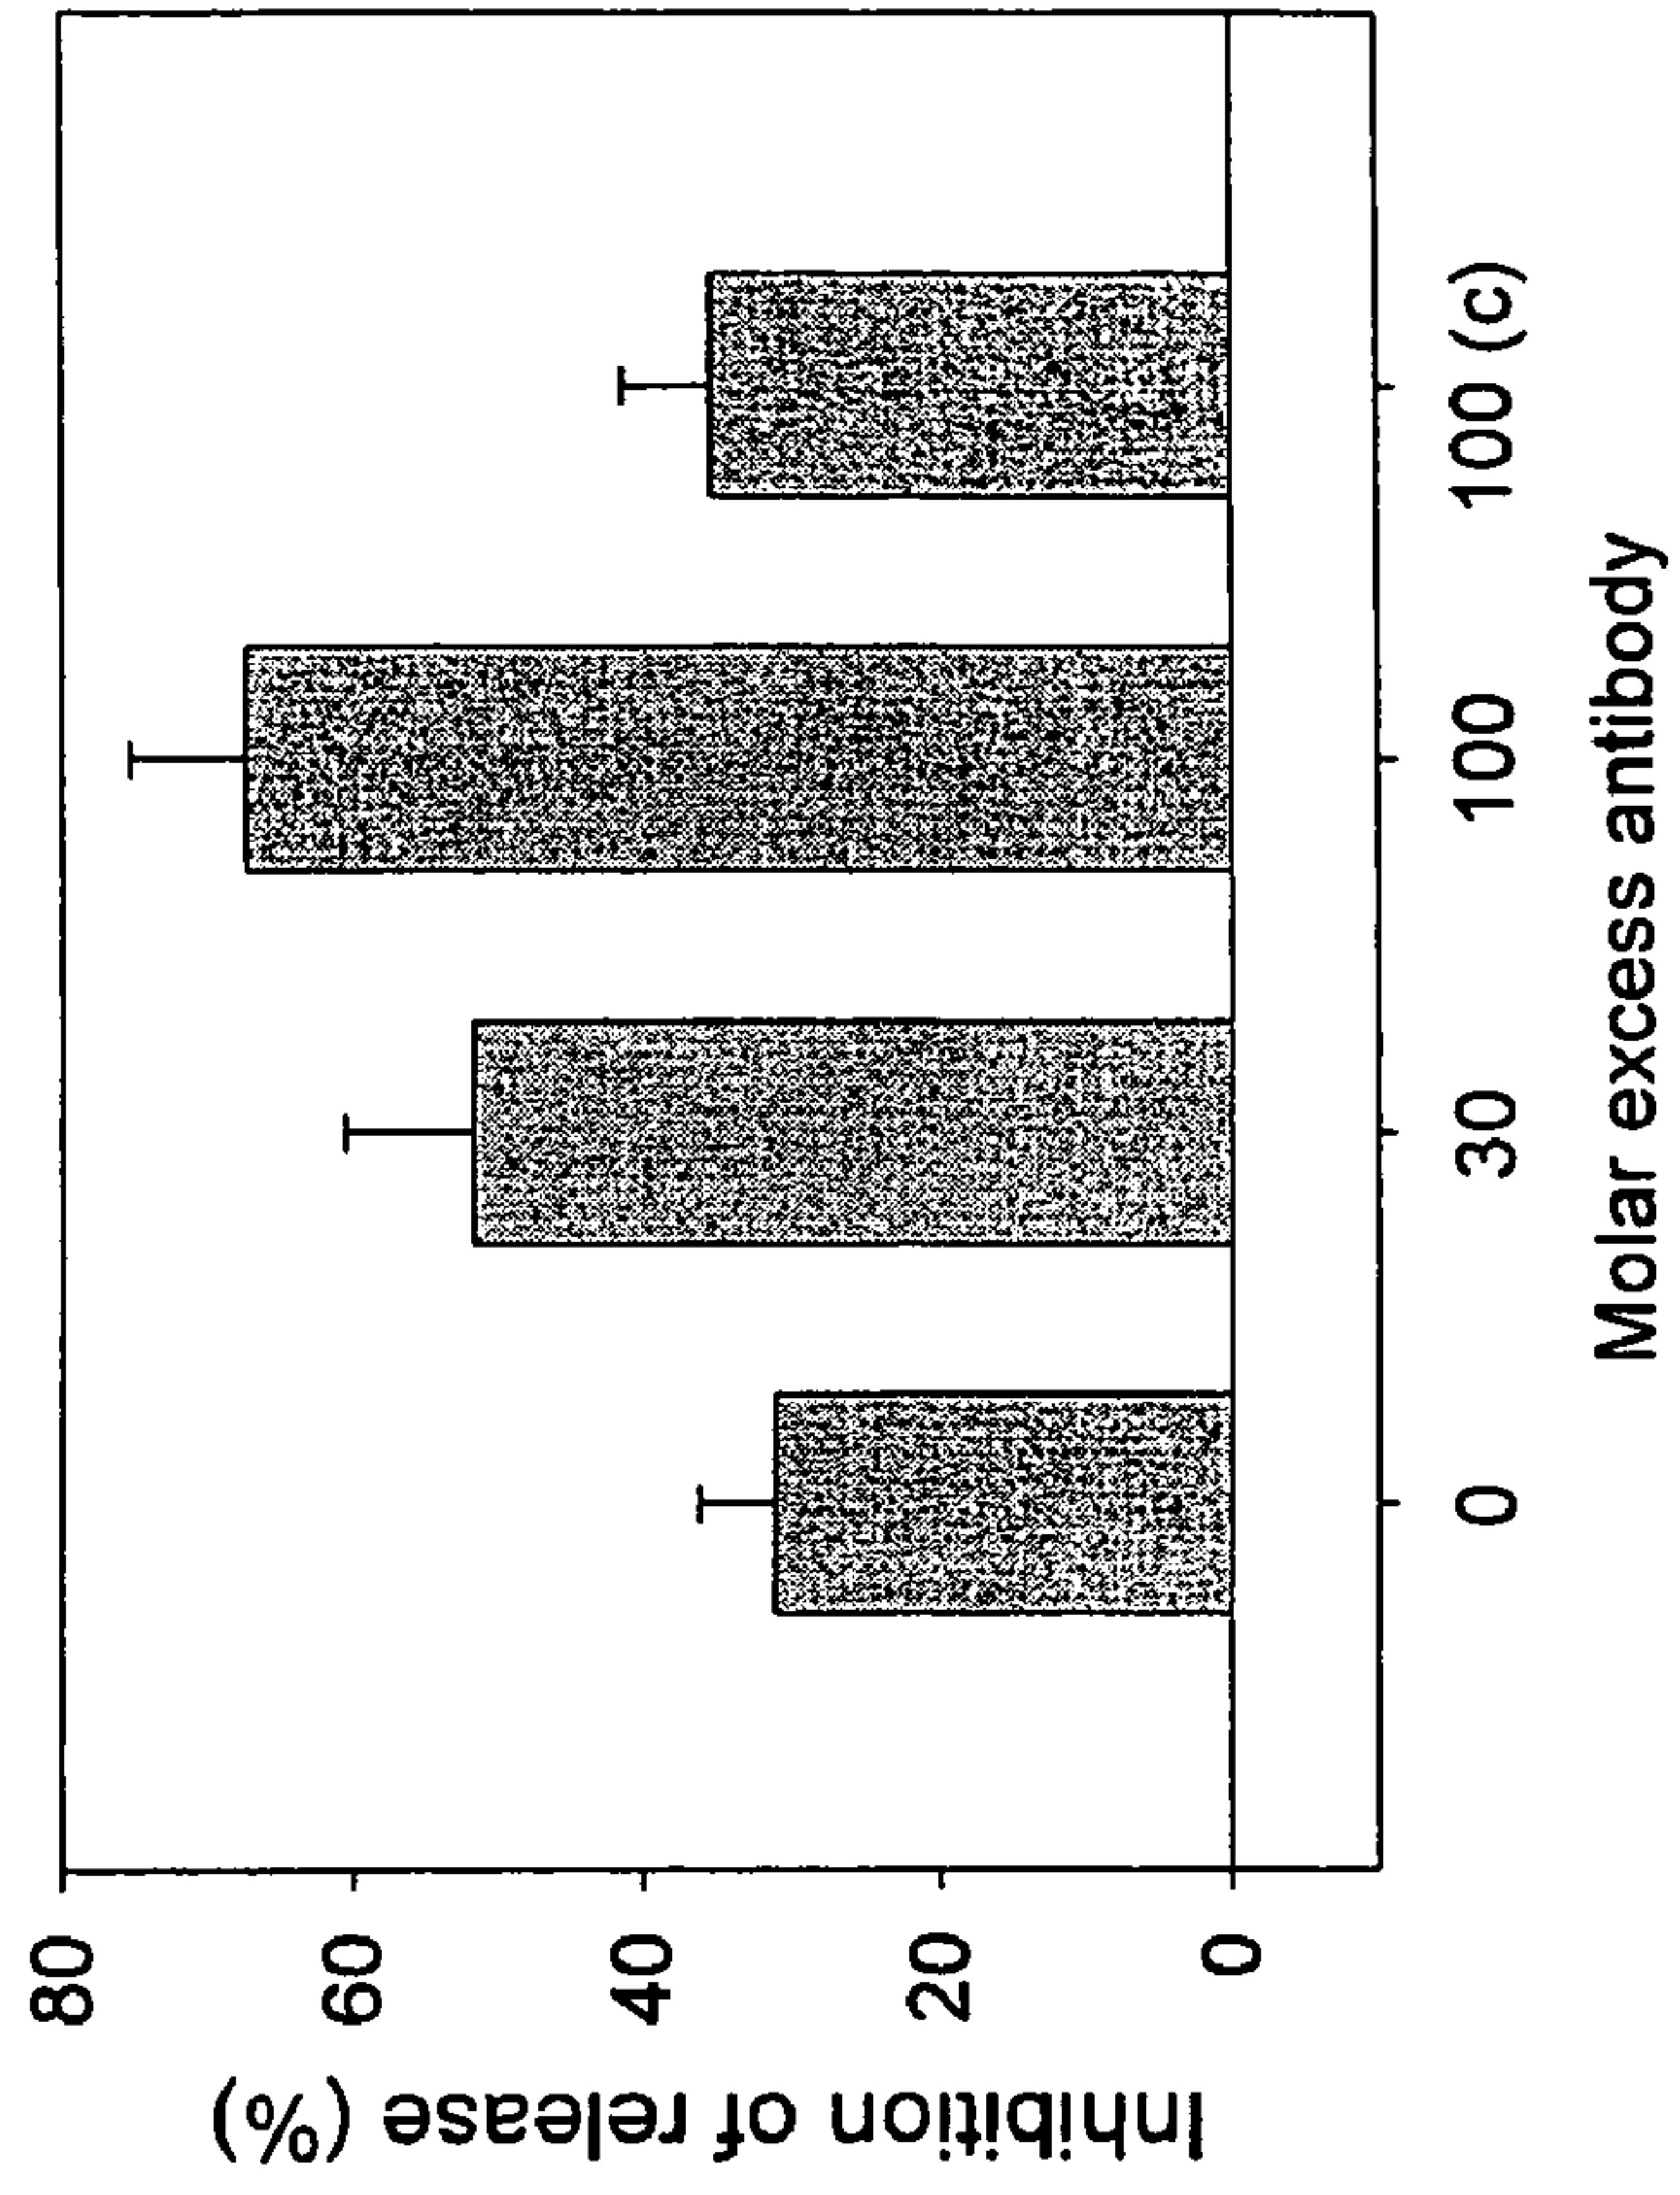 Inhibition of release (%)
80
60
40
20
0
0 30 100 100 (c)
Molar excess antibody